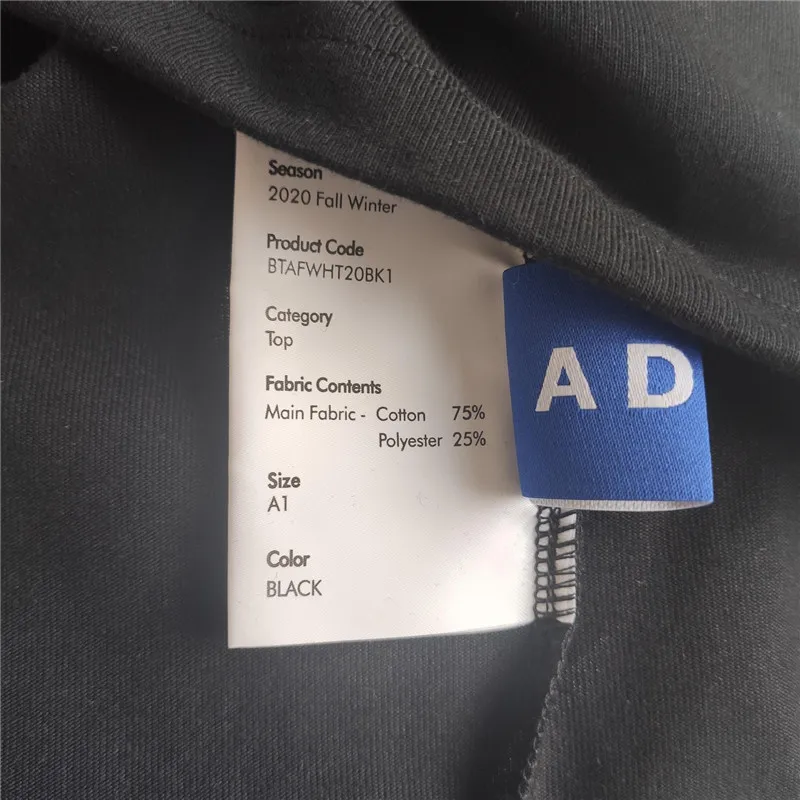 Season
2020 Fall Winter
Product Code
BTAFWHT20BK1
Category
Top
Fabric Contents
Main Fabric - Cotton 75%
Polyester 25%
Size
A1
Color
BLACK
A D